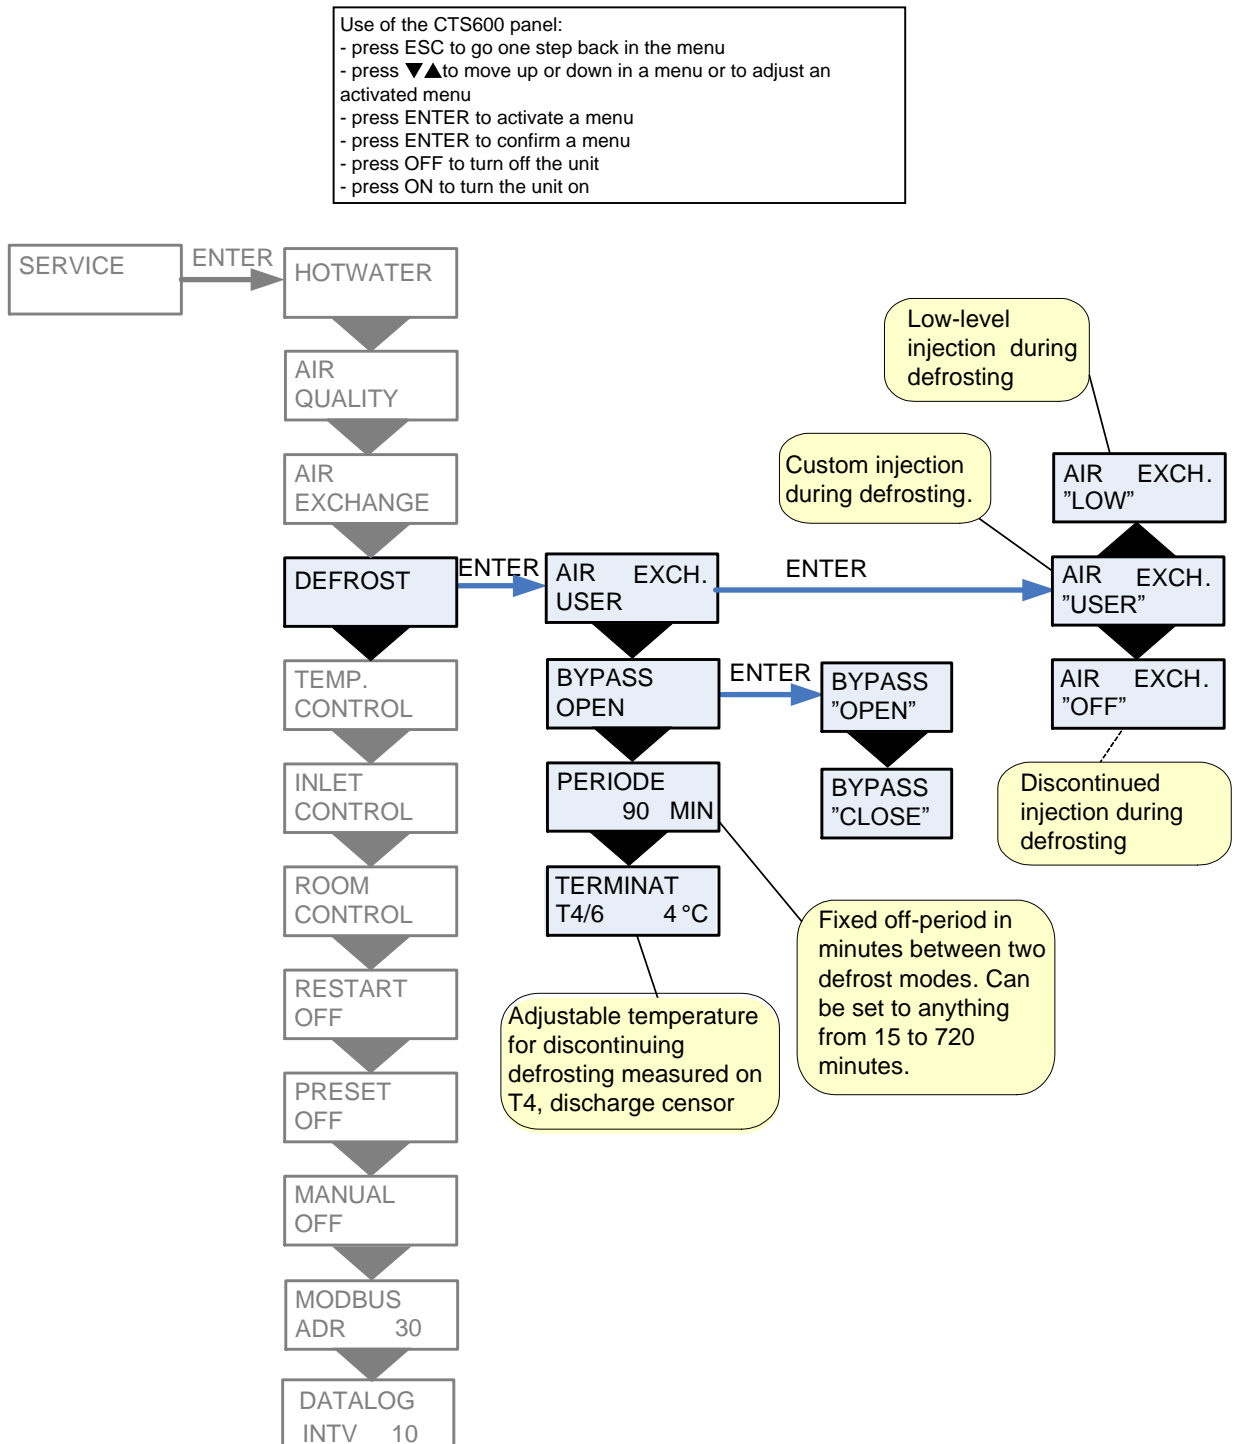 Use of the CTS600 panel:
- press ESC to go one step back in the menu
- press ▼▲to move up or down in a menu or to adjust an
activated menu
- press ENTER to activate a menu
- press ENTER to confirm a menu
- press OFF to turn off the unit
- press ON to turn the unit on
SERVICE
ENTER
HOTWATER
AIR
QUALITY
AIR
EXCHANGE
DEFROST
ENTER
AIR EXCH.
USER
ENTER
Custom injection
during defrosting.
Low-level
injection during
defrosting
AIR EXCH.
”LOW”
AIR EXCH.
”USER”
AIR EXCH.
”OFF”
Discontinued
injection during
defrosting
BYPASS
OPEN
ENTER
BYPASS
”OPEN”
BYPASS
”CLOSE”
PERIODE
90 MIN
Fixed off-period in
minutes between two
defrost modes. Can
be set to anything
from 15 to 720
minutes.
TERMINAT
T4/6 4 °C
Adjustable temperature
for discontinuing
defrosting measured on
T4, discharge censor
TEMP.
CONTROL
INLET
CONTROL
ROOM
CONTROL
RESTART
OFF
PRESET
OFF
MANUAL
OFF
MODBUS
ADR 30
DATALOG
INTV 10